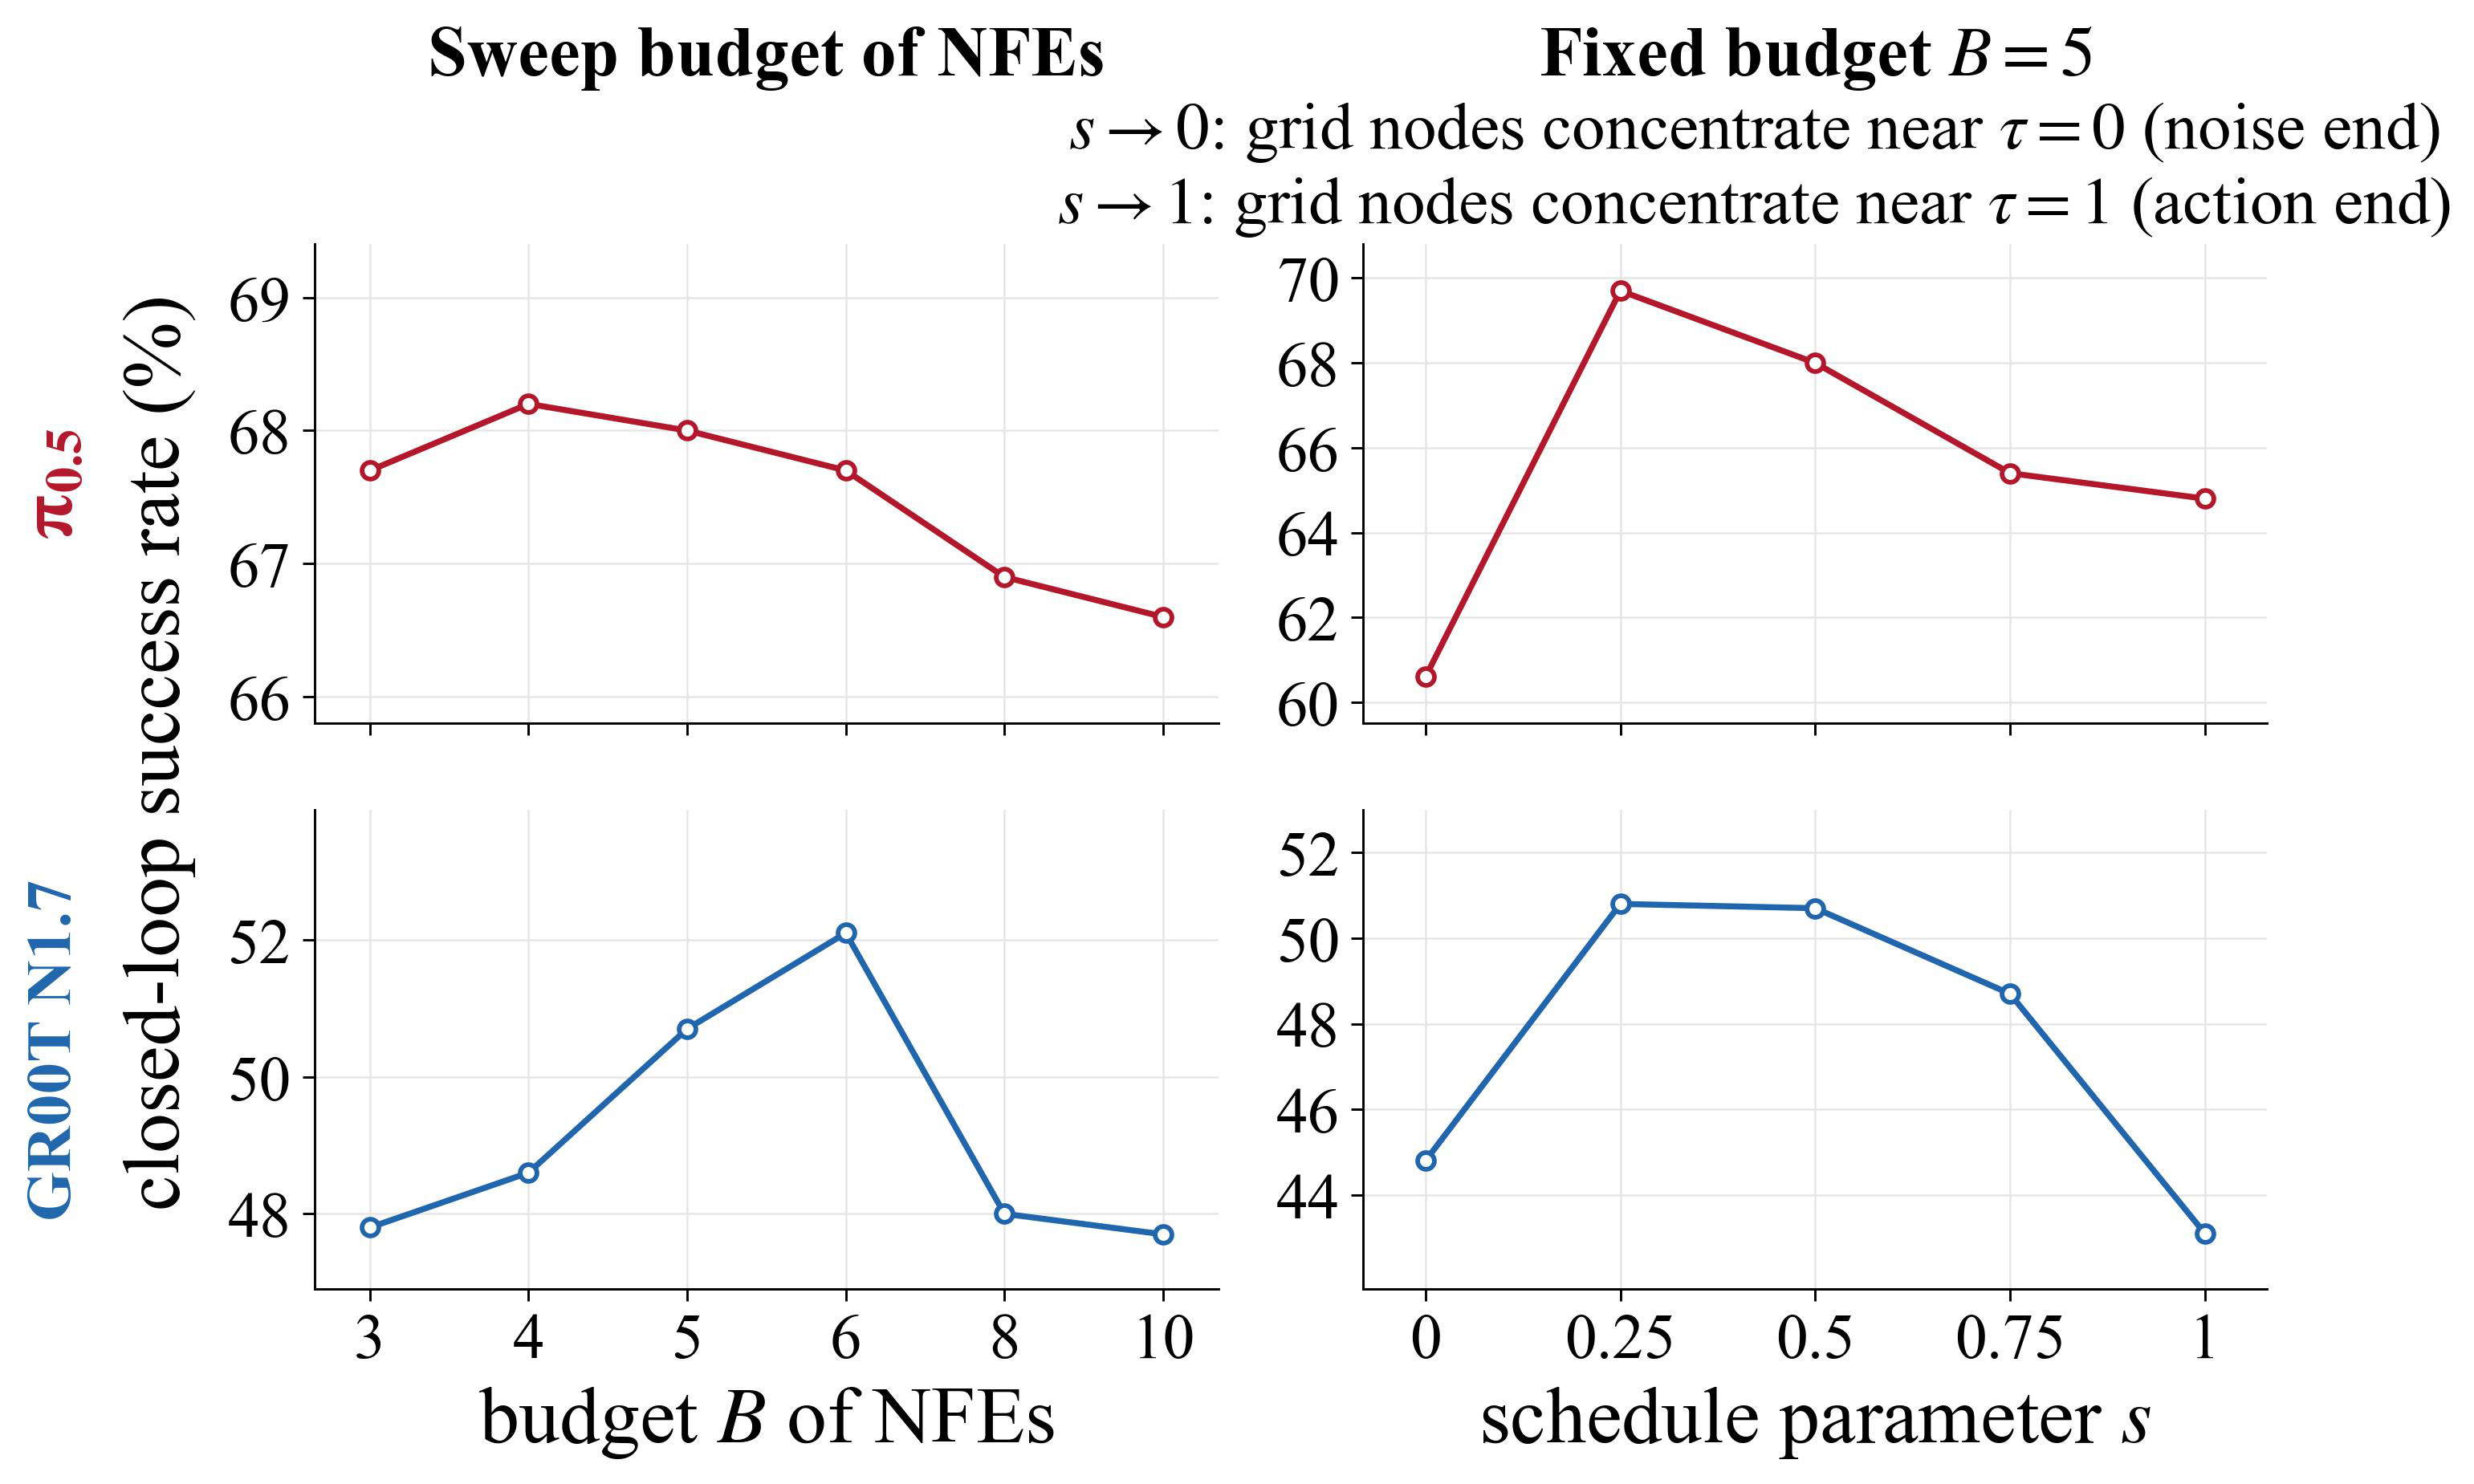 Sweep budget of NFEs
Fixed budget B = 5
s → 0: grid nodes concentrate near τ = 0 (noise end)
s → 1: grid nodes concentrate near τ = 1 (action end)
closed-loop success rate (%)
π0.5
69
68
67
66
70
68
66
64
62
60
GR00T N1.7
52
50
48
52
50
48
46
44
3 4 5 6 8 10
0 0.25 0.5 0.75 1
budget B of NFEs
schedule parameter s